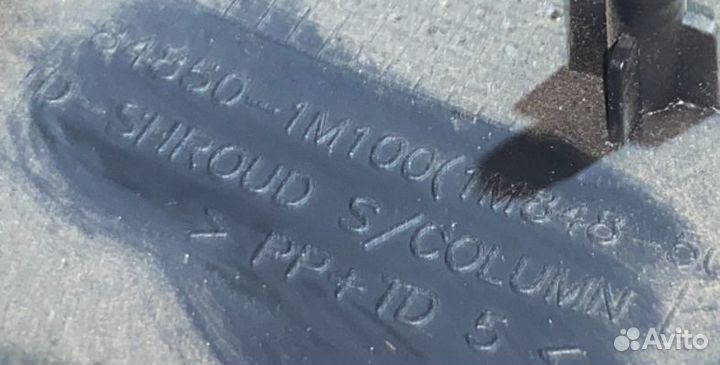 84850-1M100(1M848-
D-SHROUD S/COLUMN
> PP+TD 5 <
Avito